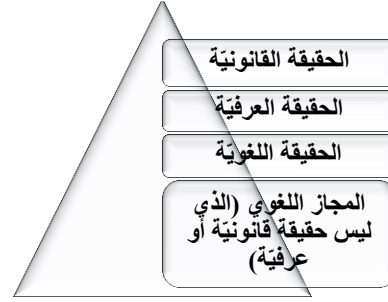 الحقيقة القانونيّة
الحقيقة العرفيّة
الحقيقة اللغويّة
المجاز اللغوي (الذي
ليس حقيقة قانونيّة أو
عرفيّة)